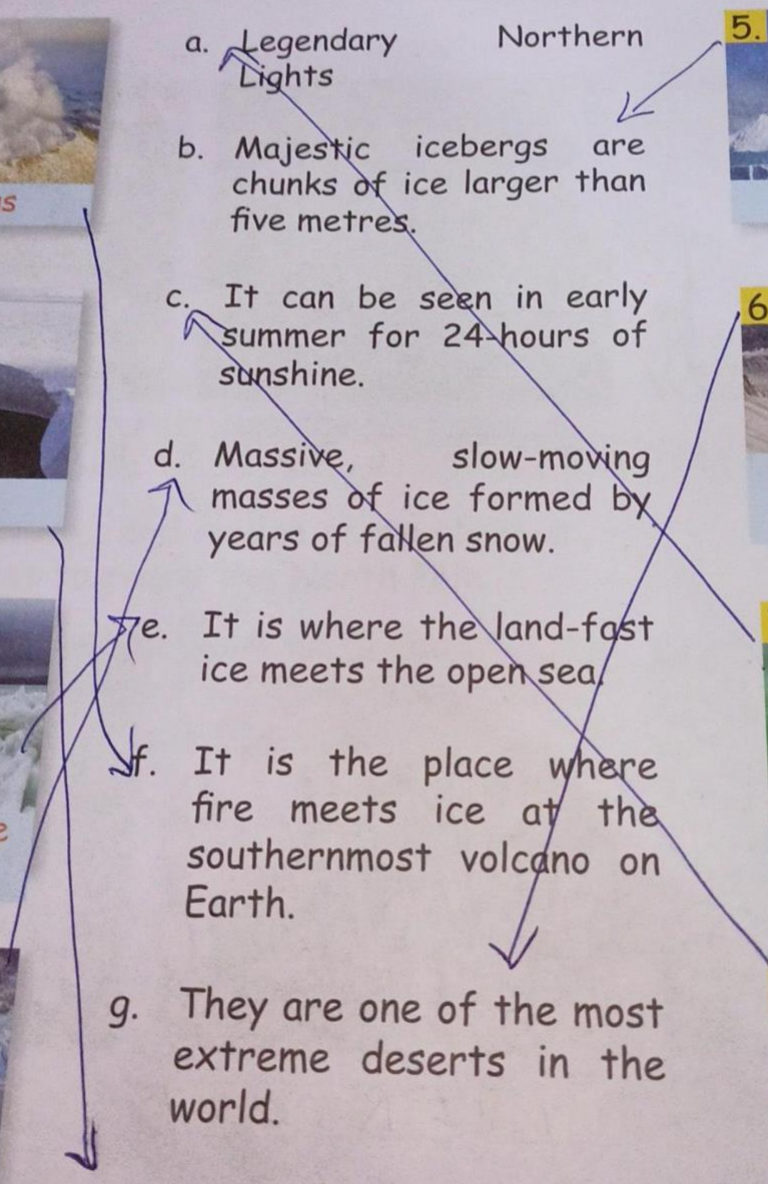 a. Legendary Northern
Lights
5.
b. Majestic icebergs are
chunks of ice larger than
five metres.
s
c. It can be seen in early
summer for 24-hours of
sunshine.
6
d. Massive, slow-moving
masses of ice formed by
years of fallen snow.
e. It is where the land-fast
ice meets the open sea.
f. It is the place where
fire meets ice at the
southernmost volcano on
Earth.
e
g. They are one of the most
extreme deserts in the
world.